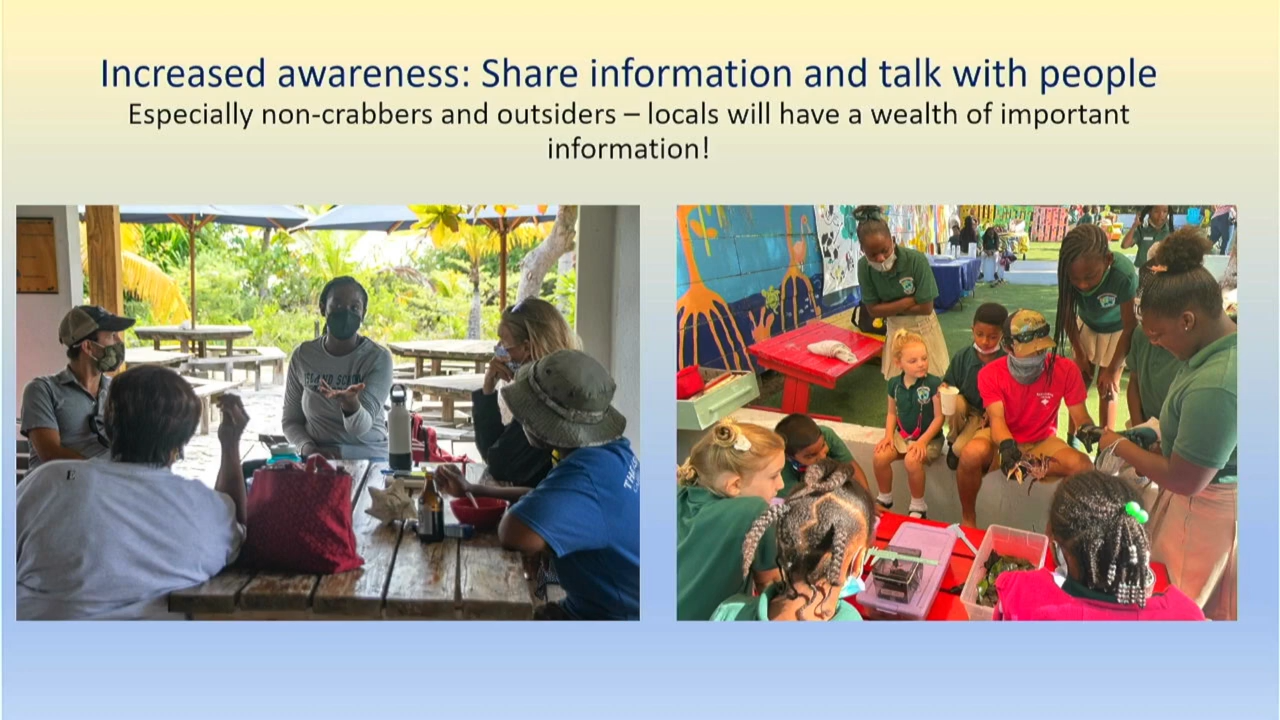 Increased awareness: Share information and talk with people
Especially non-crabbers and outsiders – locals will have a wealth of important
information!